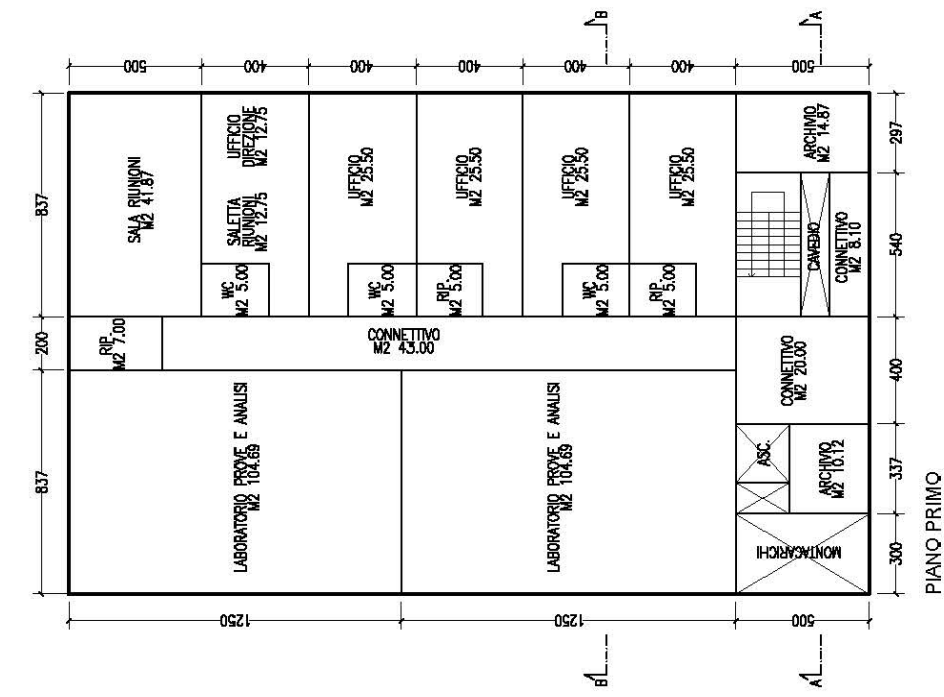 B
A
500
400
400
400
400
400
500
837
200
837
SALA RIUNIONI
M2 41.87
UFFICIO
DIREZIONE
M2 12.75
SALETTA
RIUNIONI
M2 12.75
UFFICIO
M2 25.50
UFFICIO
M2 25.50
UFFICIO
M2 25.50
UFFICIO
M2 25.50
ARCHIVIO
M2 14.87
297
WC
M2 5.00
WC
M2 5.00
RIP.
M2 5.00
WC
M2 5.00
RIP.
M2 5.00
CAVEDIO
CONNETTIVO
M2 8.10
540
RIP.
M2 7.00
CONNETTIVO
M2 43.00
CONNETTIVO
M2 20.00
400
LABORATORIO PROVE E ANALISI
M2 104.69
LABORATORIO PROVE E ANALISI
M2 104.69
ASC.
ARCHIVIO
M2 10.12
337
MONTACARICHI
300
1250
1250
500
B
A
PIANO PRIMO